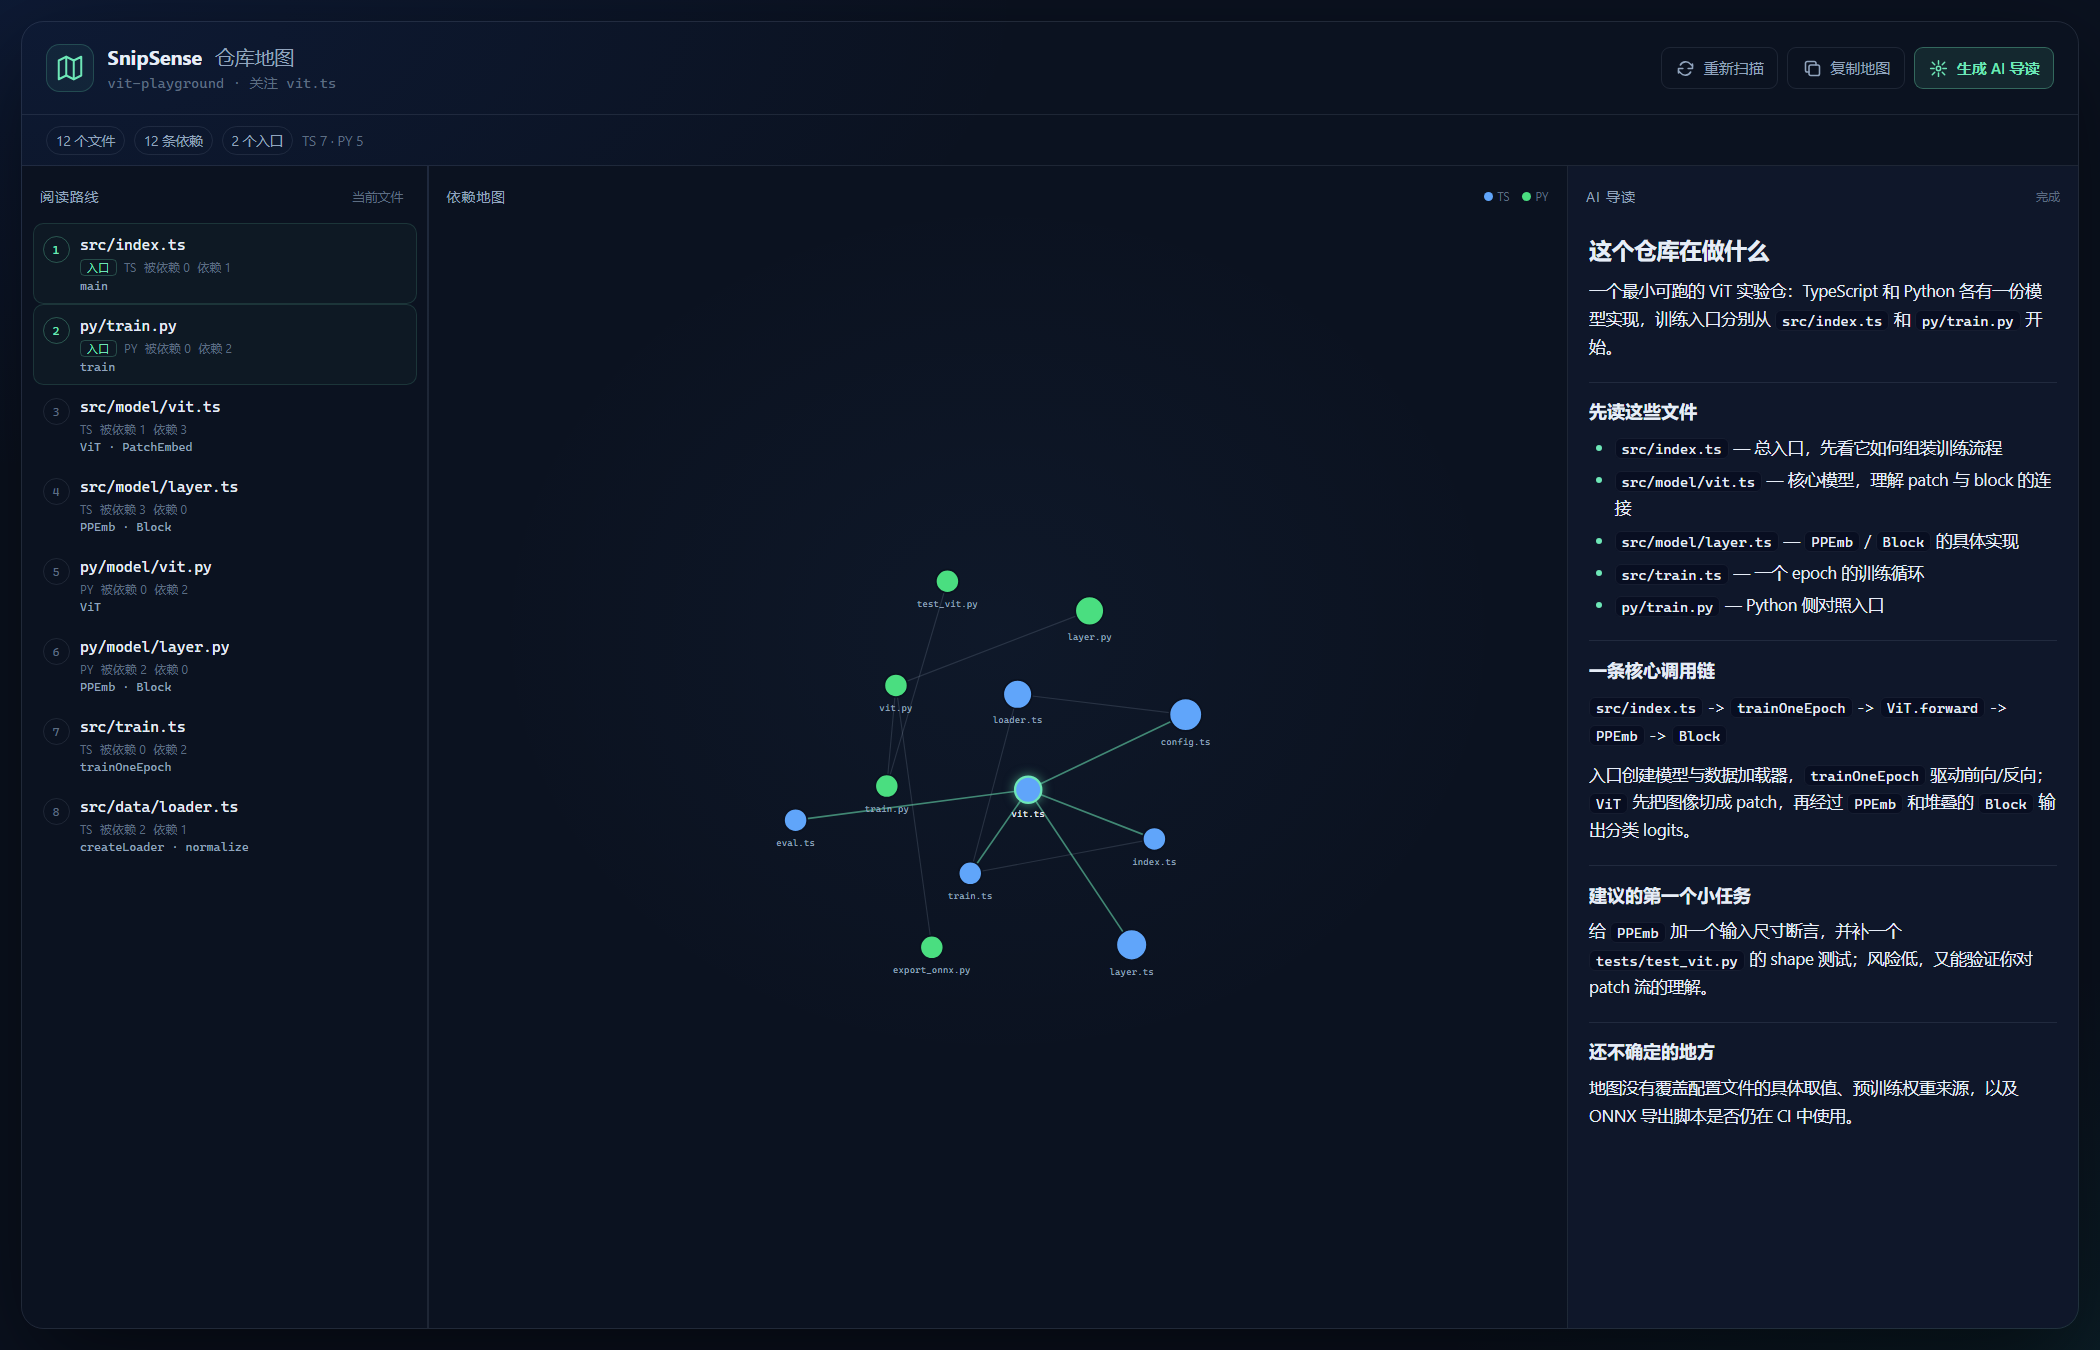 SnipSense 仓库地图
vit-playground · 关注 vit.ts
重新扫描
复制地图
生成 AI 导读
12 个文件
12 条依赖
2 个入口
TS 7 · PY 5
阅读路线
当前文件
1
src/index.ts
入口 TS 被依赖 0 依赖 1
main
2
py/train.py
入口 PY 被依赖 0 依赖 2
train
3
src/model/vit.ts
TS 被依赖 1 依赖 3
ViT · PatchEmbed
4
src/model/layer.ts
TS 被依赖 3 依赖 0
PPEmb · Block
5
py/model/vit.py
PY 被依赖 0 依赖 2
ViT
6
py/model/layer.py
PY 被依赖 2 依赖 0
PPEmb · Block
7
src/train.ts
TS 被依赖 0 依赖 2
trainOneEpoch
8
src/data/loader.ts
TS 被依赖 2 依赖 1
createLoader · normalize
依赖地图
TS
PY
test_vit.py
layer.py
vit.py
loader.ts
config.ts
train.py
vit.ts
eval.ts
index.ts
train.ts
export_onnx.py
layer.ts
AI 导读
完成
这个仓库在做什么
一个最小可跑的 ViT 实验仓：TypeScript 和 Python 各有一份模
型实现，训练入口分别从 src/index.ts 和 py/train.py 开
始。
先读这些文件
src/index.ts — 总入口，先看它如何组装训练流程
src/model/vit.ts — 核心模型，理解 patch 与 block 的连
接
src/model/layer.ts — PPEmb / Block 的具体实现
src/train.ts — 一个 epoch 的训练循环
py/train.py — Python 侧对照入口
一条核心调用链
src/index.ts -> trainOneEpoch -> ViT.forward ->
PPEmb -> Block
入口创建模型与数据加载器，trainOneEpoch 驱动前向/反向；
ViT 先把图像切成 patch，再经过 PPEmb 和堆叠的 Block 输
出分类 logits。
建议的第一个小任务
给 PPEmb 加一个输入尺寸断言，并补一个
tests/test_vit.py 的 shape 测试；风险低，又能验证你对
patch 流的理解。
还不确定的地方
地图没有覆盖配置文件的具体取值、预训练权重来源，以及
ONNX 导出脚本是否仍在 CI 中使用。